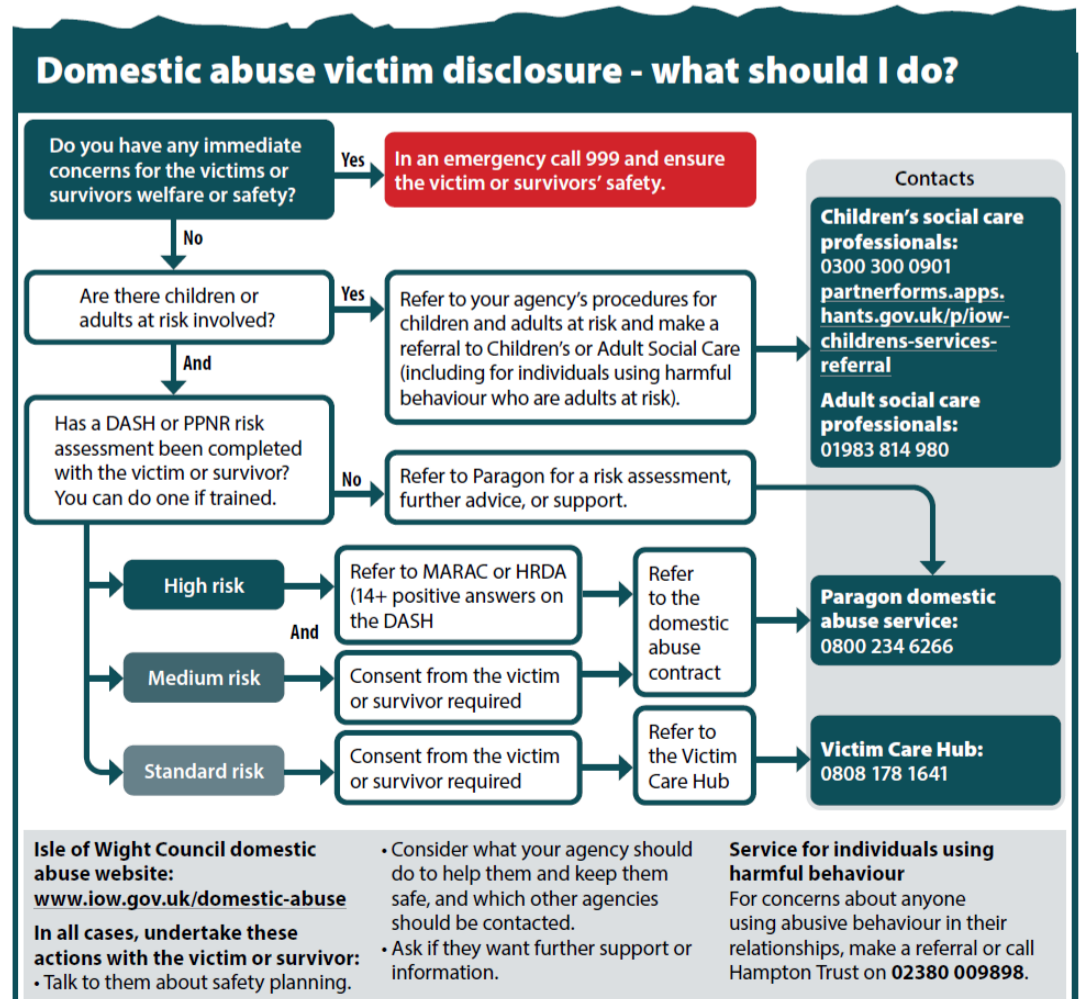 Domestic abuse victim disclosure - what should I do?
Do you have any immediate
concerns for the victims or
survivors welfare or safety?
Yes
In an emergency call 999 and ensure
the victim or survivors’ safety.
No
Are there children or
adults at risk involved?
Yes
Refer to your agency’s procedures for
children and adults at risk and make a
referral to Children’s or Adult Social Care
(including for individuals using harmful
behaviour who are adults at risk).
And
Has a DASH or PPNR risk
assessment been completed
with the victim or survivor?
You can do one if trained.
No
Refer to Paragon for a risk assessment,
further advice, or support.
High risk
Refer to MARAC or HRDA
(14+ positive answers on
the DASH
And
Medium risk
Consent from the victim
or survivor required
Refer
to the
domestic
abuse
contract
Standard risk
Consent from the victim
or survivor required
Refer to
the Victim
Care Hub
Contacts
Children’s social care
professionals:
0300 300 0901
partnerforms.apps.
hants.gov.uk/p/iow-
childrens-services-
referral
Adult social care
professionals:
01983 814 980
Paragon domestic
abuse service:
0800 234 6266
Victim Care Hub:
0808 178 1641
Isle of Wight Council domestic
abuse website:
www.iow.gov.uk/domestic-abuse
In all cases, undertake these
actions with the victim or survivor:
• Talk to them about safety planning.
• Consider what your agency should
do to help them and keep them
safe, and which other agencies
should be contacted.
• Ask if they want further support or
information.
Service for individuals using
harmful behaviour
For concerns about anyone
using abusive behaviour in their
relationships, make a referral or call
Hampton Trust on 02380 009898.